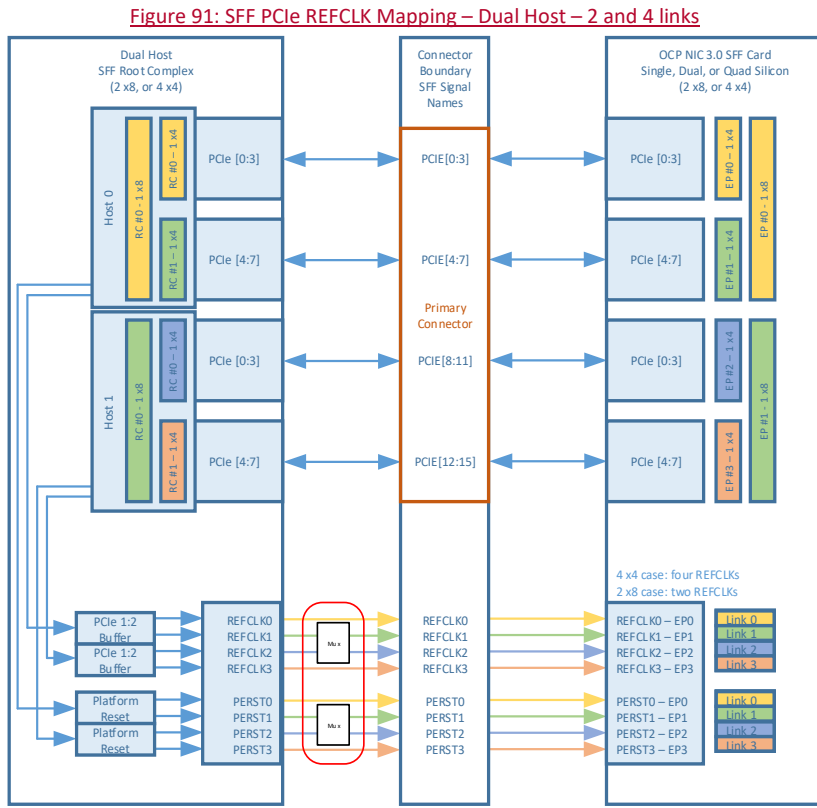 Figure 91: SFF PCIe REFCLK Mapping – Dual Host – 2 and 4 links
Dual Host
SFF Root Complex
(2 x8, or 4 x4)
Connector
Boundary
SFF Signal
Names
OCP NIC 3.0 SFF Card
Single, Dual, or Quad Silicon
(2 x8, or 4 x4)
Host 0
RC #0 - 1 x8
RC #0 – 1 x4
PCIe [0:3]
PCIE[0:3]
PCIe [0:3]
EP #0 – 1 x4
EP #0 - 1 x8
RC #1 – 1 x4
PCIe [4:7]
PCIE[4:7]
PCIe [4:7]
EP #1 – 1 x4
Primary
Connector
Host 1
RC #0 - 1 x8
RC #0 – 1 x4
PCIe [0:3]
PCIE[8:11]
PCIe [0:3]
EP #2 – 1 x4
EP #1 - 1 x8
RC #1 – 1 x4
PCIe [4:7]
PCIE[12:15]
PCIe [4:7]
EP #3 – 1 x4
4 x4 case: four REFCLKs
2 x8 case: two REFCLKs
PCIe 1:2
Buffer
PCIe 1:2
Buffer
REFCLK0
REFCLK1
REFCLK2
REFCLK3
Mux
REFCLK0
REFCLK1
REFCLK2
REFCLK3
REFCLK0 – EP0
REFCLK1 – EP1
REFCLK2 – EP2
REFCLK3 – EP3
Link 0
Link 1
Link 2
Link 3
Platform
Reset
Platform
Reset
PERST0
PERST1
PERST2
PERST3
Mux
PERST0
PERST1
PERST2
PERST3
PERST0 – EP0
PERST1 – EP1
PERST2 – EP2
PERST3 – EP3
Link 0
Link 1
Link 2
Link 3